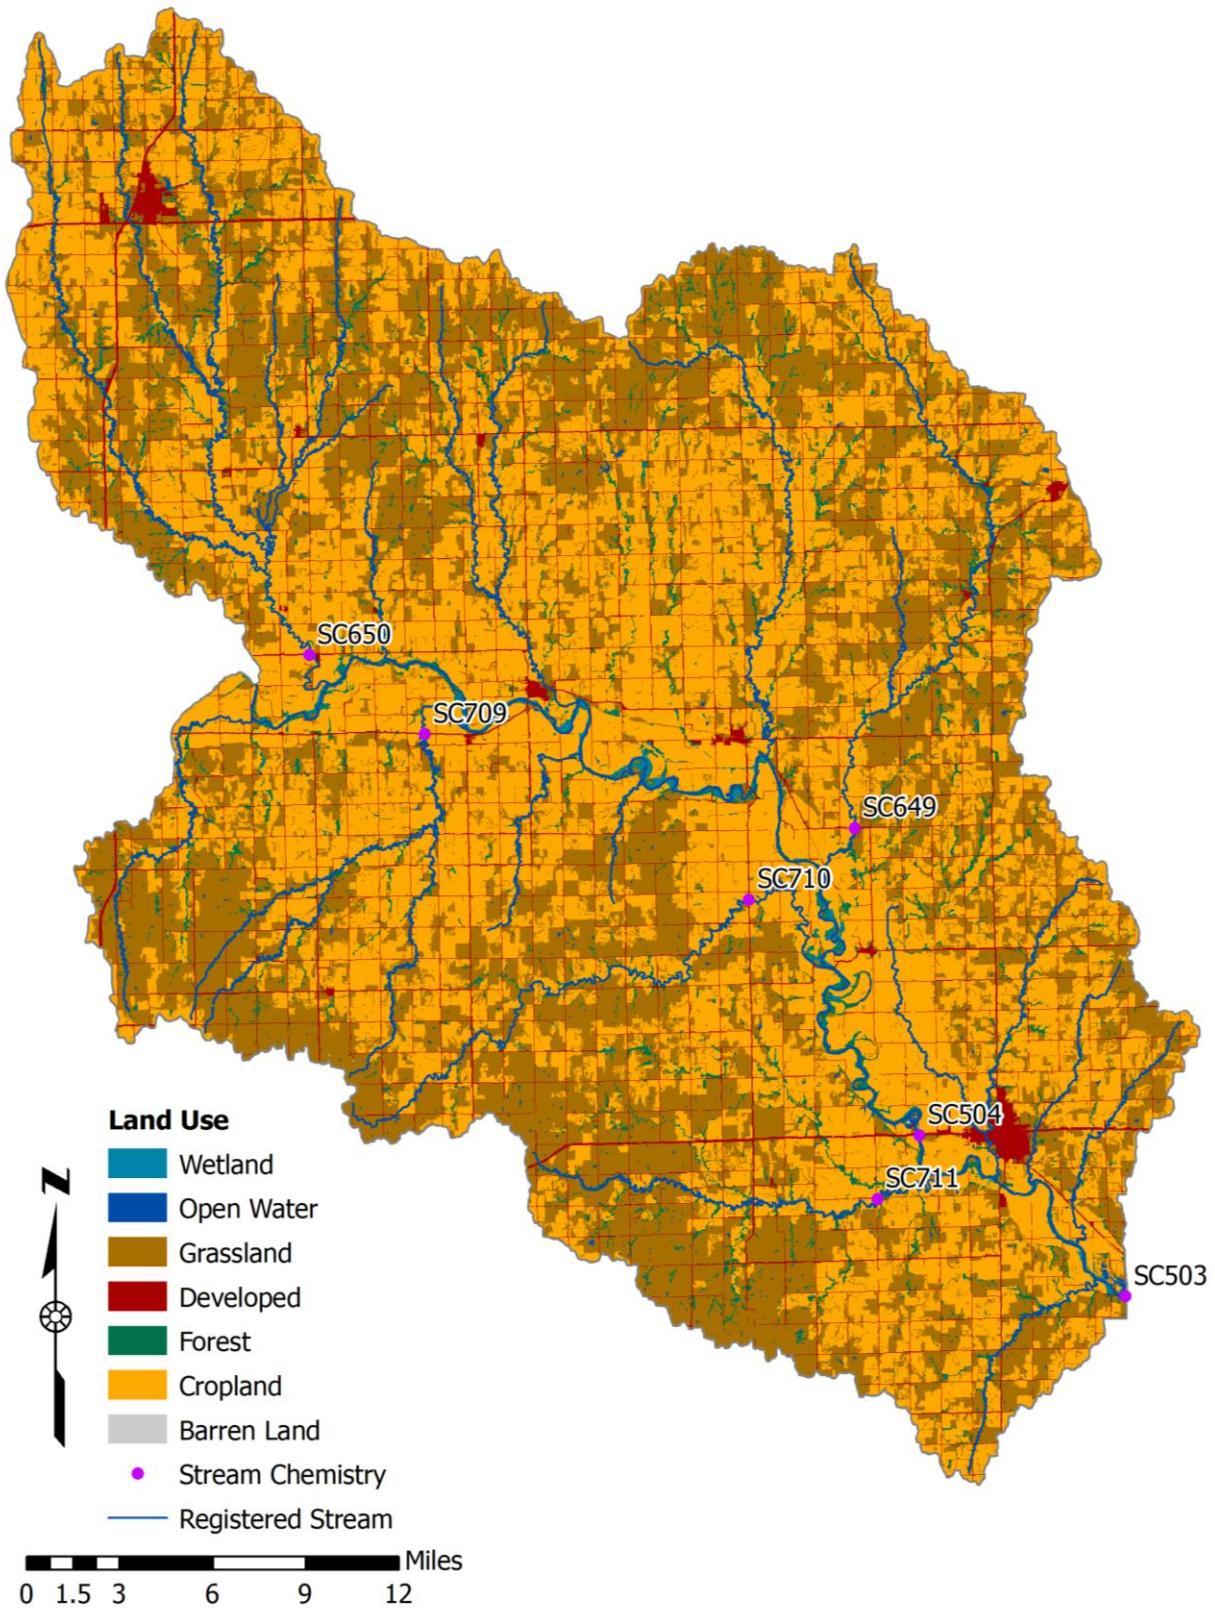 SC650
SC709
SC649
SC710
SC504
SC711
SC503
Land Use
Wetland
Open Water
Grassland
Developed
Forest
Cropland
Barren Land
Stream Chemistry
Registered Stream
N
Miles
0 1.5 3 6 9 12